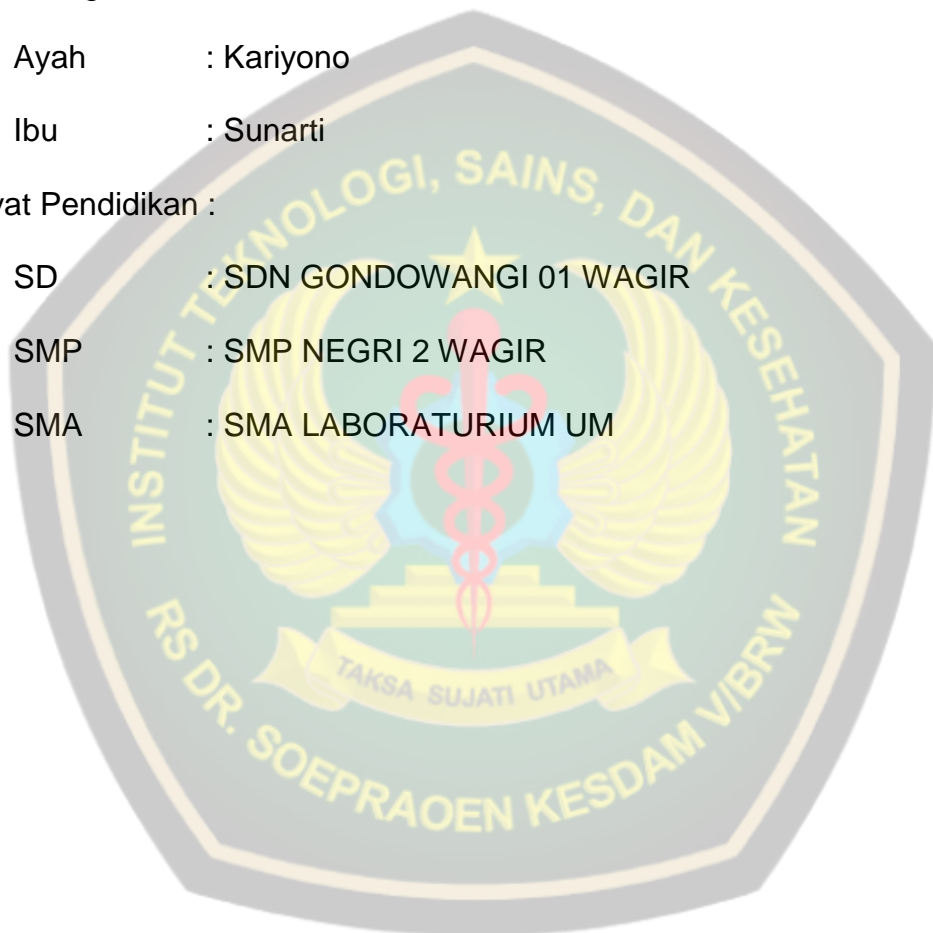 Ayah : Kariyono
Ibu : Sunarti
yat Pendidikan :
SD : SDN GONDOWANGI 01 WAGIR
SMP : SMP NEGRI 2 WAGIR
SMA : SMA LABORATURIUM UM
INSTITUT TEKNOLOGI, SAINS, DAN KESEHATAN
TAKSA SUJATI UTAMA
RS DR. SOEPRAOEN KESDAM V/BRW